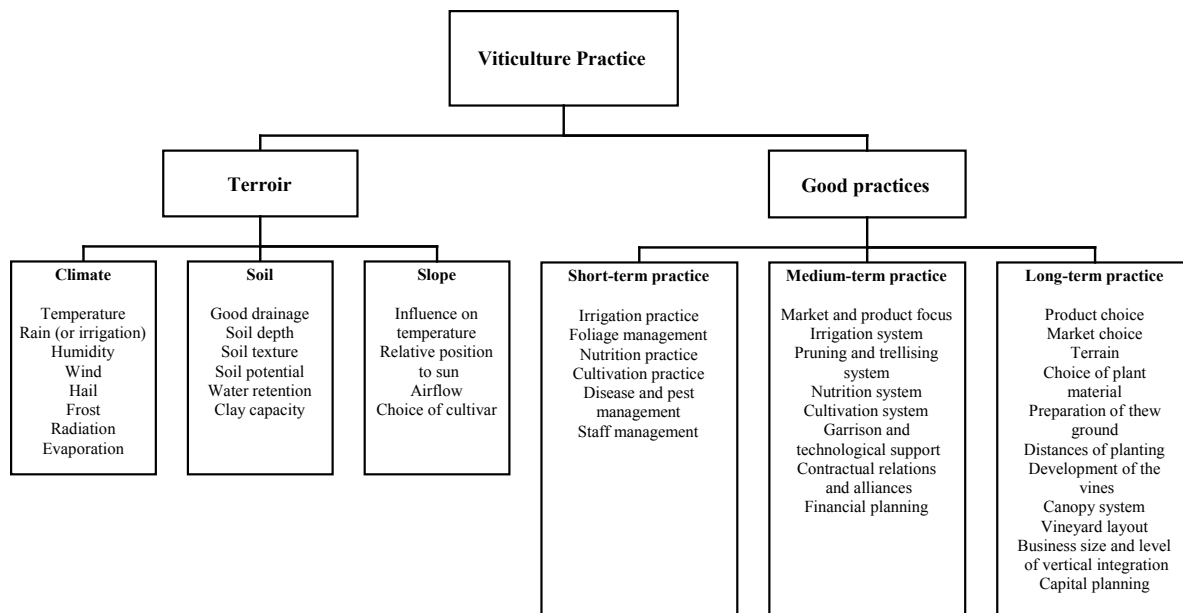 Viticulture Practice
Terroir
Good practices
Climate
Temperature
Rain (or irrigation)
Humidity
Wind
Hail
Frost
Radiation
Evaporation
Soil
Good drainage
Soil depth
Soil texture
Soil potential
Water retention
Clay capacity
Slope
Influence on
temperature
Relative position
to sun
Airflow
Choice of cultivar
Short-term practice
Irrigation practice
Foliage management
Nutrition practice
Cultivation practice
Disease and pest
management
Staff management
Medium-term practice
Market and product focus
Irrigation system
Pruning and trellising
system
Nutrition system
Cultivation system
Garrison and
technological support
Contractual relations
and alliances
Financial planning
Long-term practice
Product choice
Market choice
Terrain
Choice of plant
material
Preparation of thew
ground
Distances of planting
Development of the
vines
Canopy system
Vineyard layout
Business size and level
of vertical integration
Capital planning